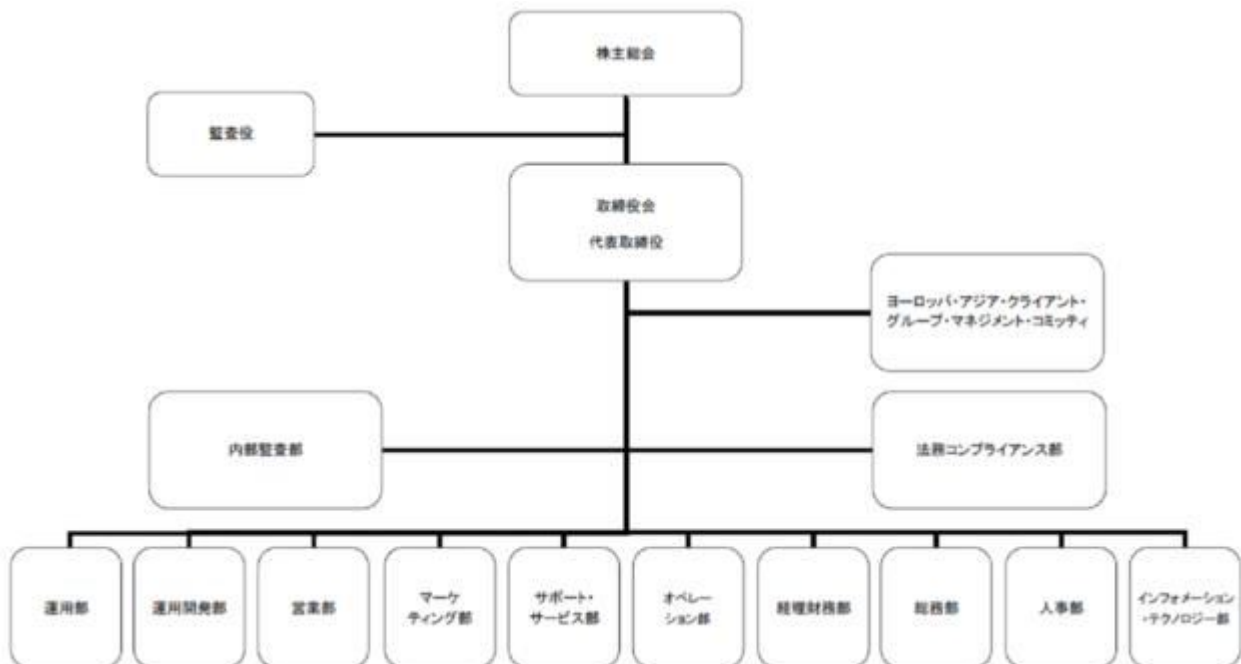 株主総会
監査役
取締役会
代表取締役
ヨーロッパ・アジア・クライアント・
グループ・マネジメント・コミッティ
内部監査部
法務コンプライアンス部
運用部
運用開発部
営業部
マーケ
ティング部
サポート・
サービス部
オペレー
ション部
経理財務部
総務部
人事部
インフォメーション
・テクノロジー部